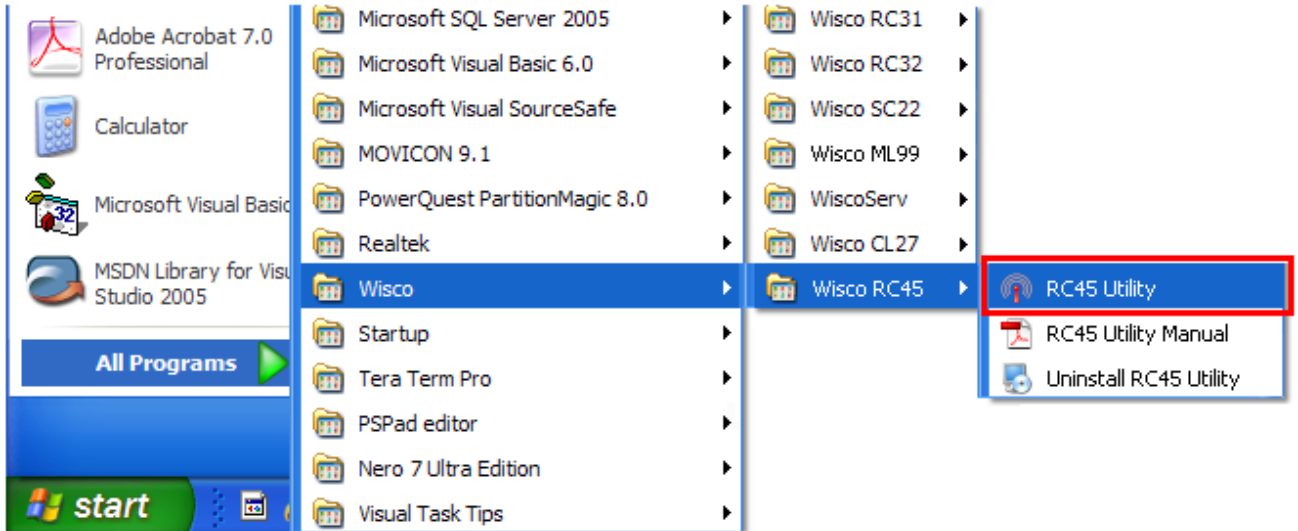 Adobe Acrobat 7.0
Professional
Calculator
Microsoft Visual Basic
MSDN Library for Visu
Studio 2005
All Programs
start
Microsoft SQL Server 2005
Microsoft Visual Basic 6.0
Microsoft Visual SourceSafe
MOVICON 9.1
PowerQuest PartitionMagic 8.0
Realtek
Wisco
Startup
Tera Term Pro
PSPad editor
Nero 7 Ultra Edition
Visual Task Tips
Wisco RC31
Wisco RC32
Wisco SC22
Wisco ML99
WiscoServ
Wisco CL27
Wisco RC45
RC45 Utility
RC45 Utility Manual
Uninstall RC45 Utility